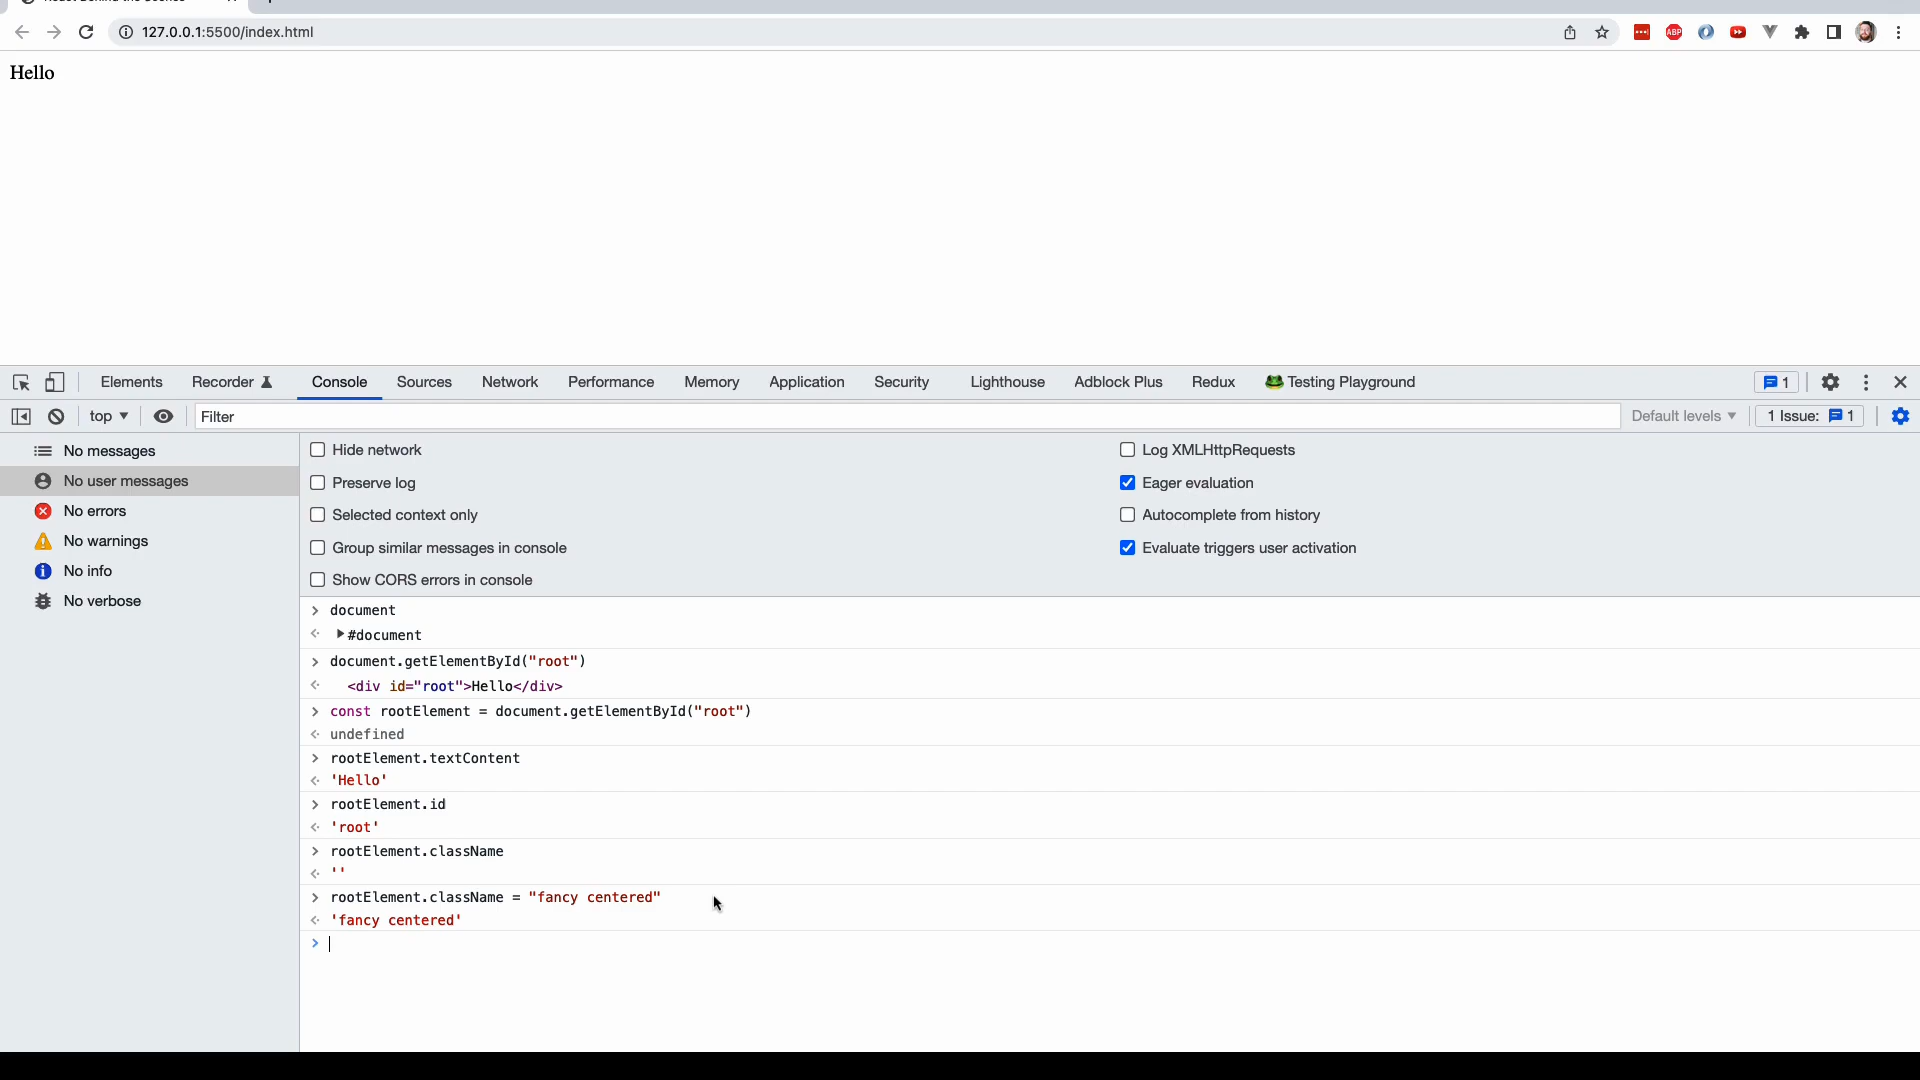 127.0.0.1:5500/index.html
ABP
Hello
Elements Recorder Console Sources Network Performance Memory Application Security Lighthouse Adblock Plus Redux Testing Playground 1
top Filter Default levels 1 Issue: 1
No messages
No user messages
No errors
No warnings
No info
No verbose
Hide network Log XMLHttpRequests
Preserve log Eager evaluation
Selected context only Autocomplete from history
Group similar messages in console Evaluate triggers user activation
Show CORS errors in console
document
#document
document.getElementById("root")
<div id="root">Hello</div>
const rootElement = document.getElementById("root")
undefined
rootElement.textContent
'Hello'
rootElement.id
'root'
rootElement.className
''
rootElement.className = "fancy centered"
'fancy centered'